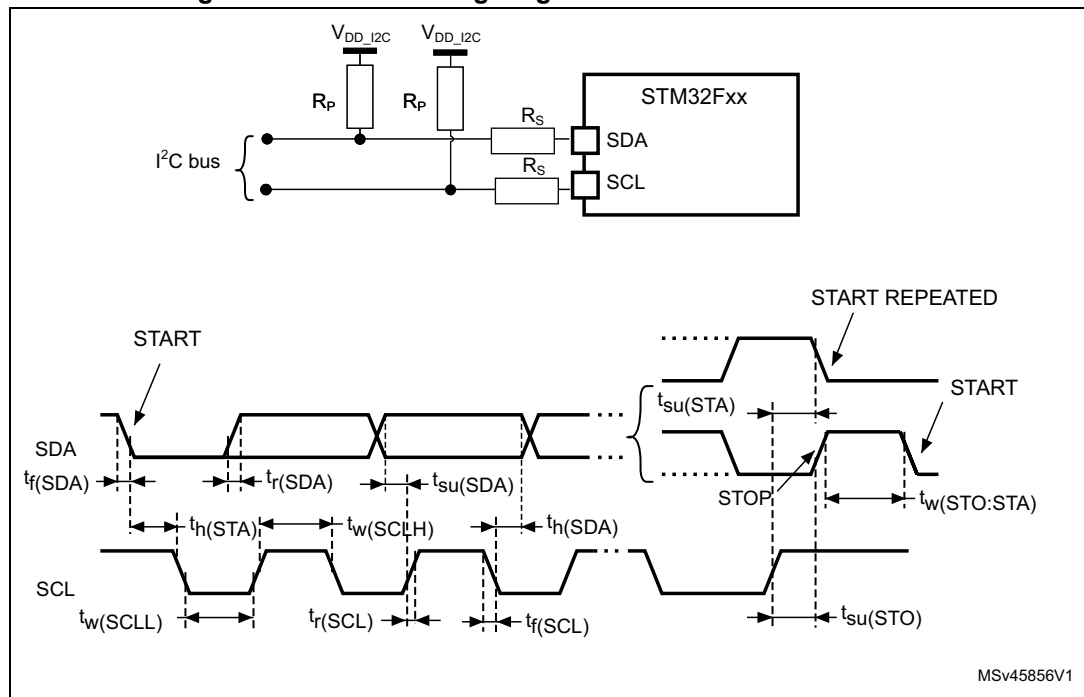 V_DD_I2C V_DD_I2C
STM32Fxx
R_P R_P
R_S
SDA
I²C bus
R_S
SCL
START REPEATED
START
START
t_su(STA)
SDA
t_f(SDA) t_r(SDA) t_su(SDA) STOP t_w(STO:STA)
t_h(STA) t_w(SCLH) t_h(SDA)
SCL
t_w(SCLL) t_r(SCL) t_f(SCL) t_su(STO)
MSv45856V1